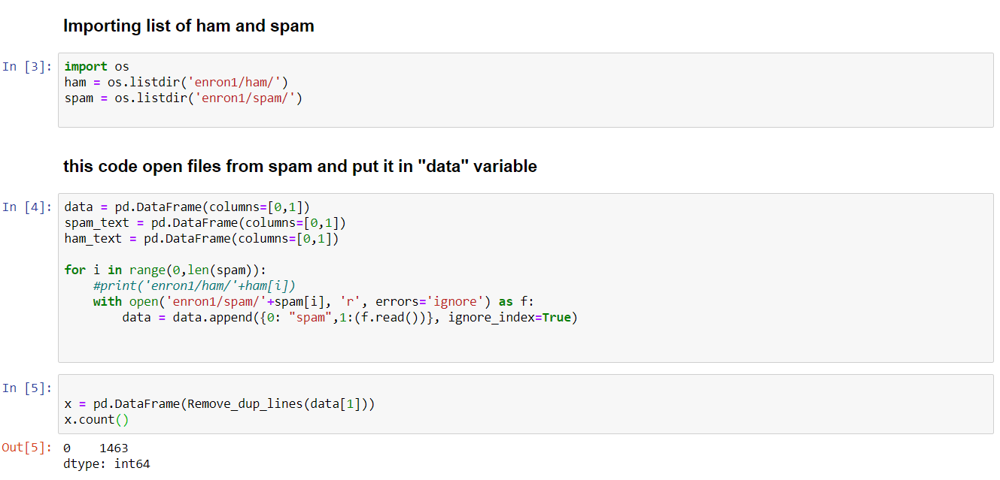 Importing list of ham and spam
In [3]: import os
ham = os.listdir('enron1/ham/')
spam = os.listdir('enron1/spam/')
this code open files from spam and put it in "data" variable
In [4]: data = pd.DataFrame(columns=[0,1])
spam_text = pd.DataFrame(columns=[0,1])
ham_text = pd.DataFrame(columns=[0,1])
for i in range(0,len(spam)):
    #print('enron1/ham/'+ham[i])
    with open('enron1/spam/'+spam[i], 'r', errors='ignore') as f:
        data = data.append({0: "spam",1:(f.read())}, ignore_index=True)
In [5]:
x = pd.DataFrame(Remove_dup_lines(data[1]))
x.count()
Out[5]: 0    1463
dtype: int64